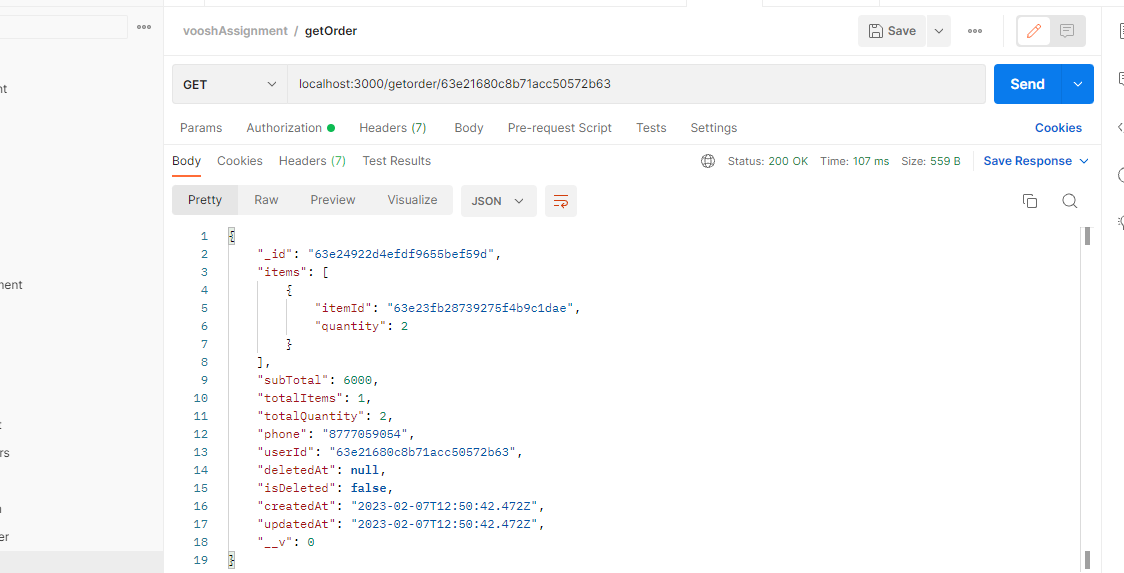 vooshAssignment / getOrder
Save
GET
localhost:3000/getorder/63e21680c8b71acc50572b63
Send
Params Authorization Headers (7) Body Pre-request Script Tests Settings Cookies
Body Cookies Headers (7) Test Results Status: 200 OK Time: 107 ms Size: 559 B Save Response
Pretty Raw Preview Visualize JSON
1 {
2 "_id": "63e24922d4efdf9655bef59d",
3 "items": [
4 {
5 "itemId": "63e23fb28739275f4b9c1dae",
6 "quantity": 2
7 }
8 ],
9 "subTotal": 6000,
10 "totalItems": 1,
11 "totalQuantity": 2,
12 "phone": "8777059054",
13 "userId": "63e21680c8b71acc50572b63",
14 "deletedAt": null,
15 "isDeleted": false,
16 "createdAt": "2023-02-07T12:50:42.472Z",
17 "updatedAt": "2023-02-07T12:50:42.472Z",
18 "__v": 0
19 }